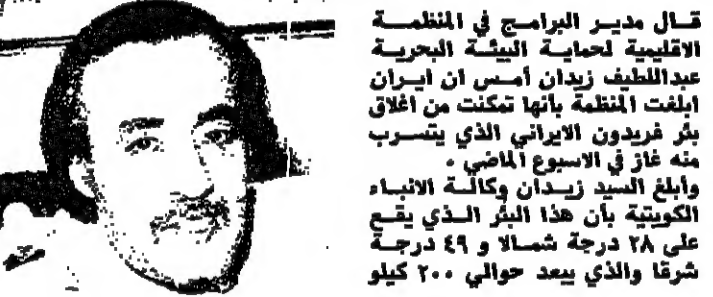 قال مدير البرامج في المنظمة
الاقليمية لحماية البيئة البحرية
عبداللطيف زيدان أمس ان ايران
ابلغت المنظمة بأنها تمكنت من اغلاق
بئر فريدون الايراني الذي يتسرب
منه غاز في الاسبوع الماضي .
وأبلغ السيد زيدان وكالة الانباء
الكويتية بأن هذا البئر الذي يقع
على ٢٨ درجة شمالا و ٤٩ درجة
شرقا والذي يبعد حوالي ٢٠٠ كيلو